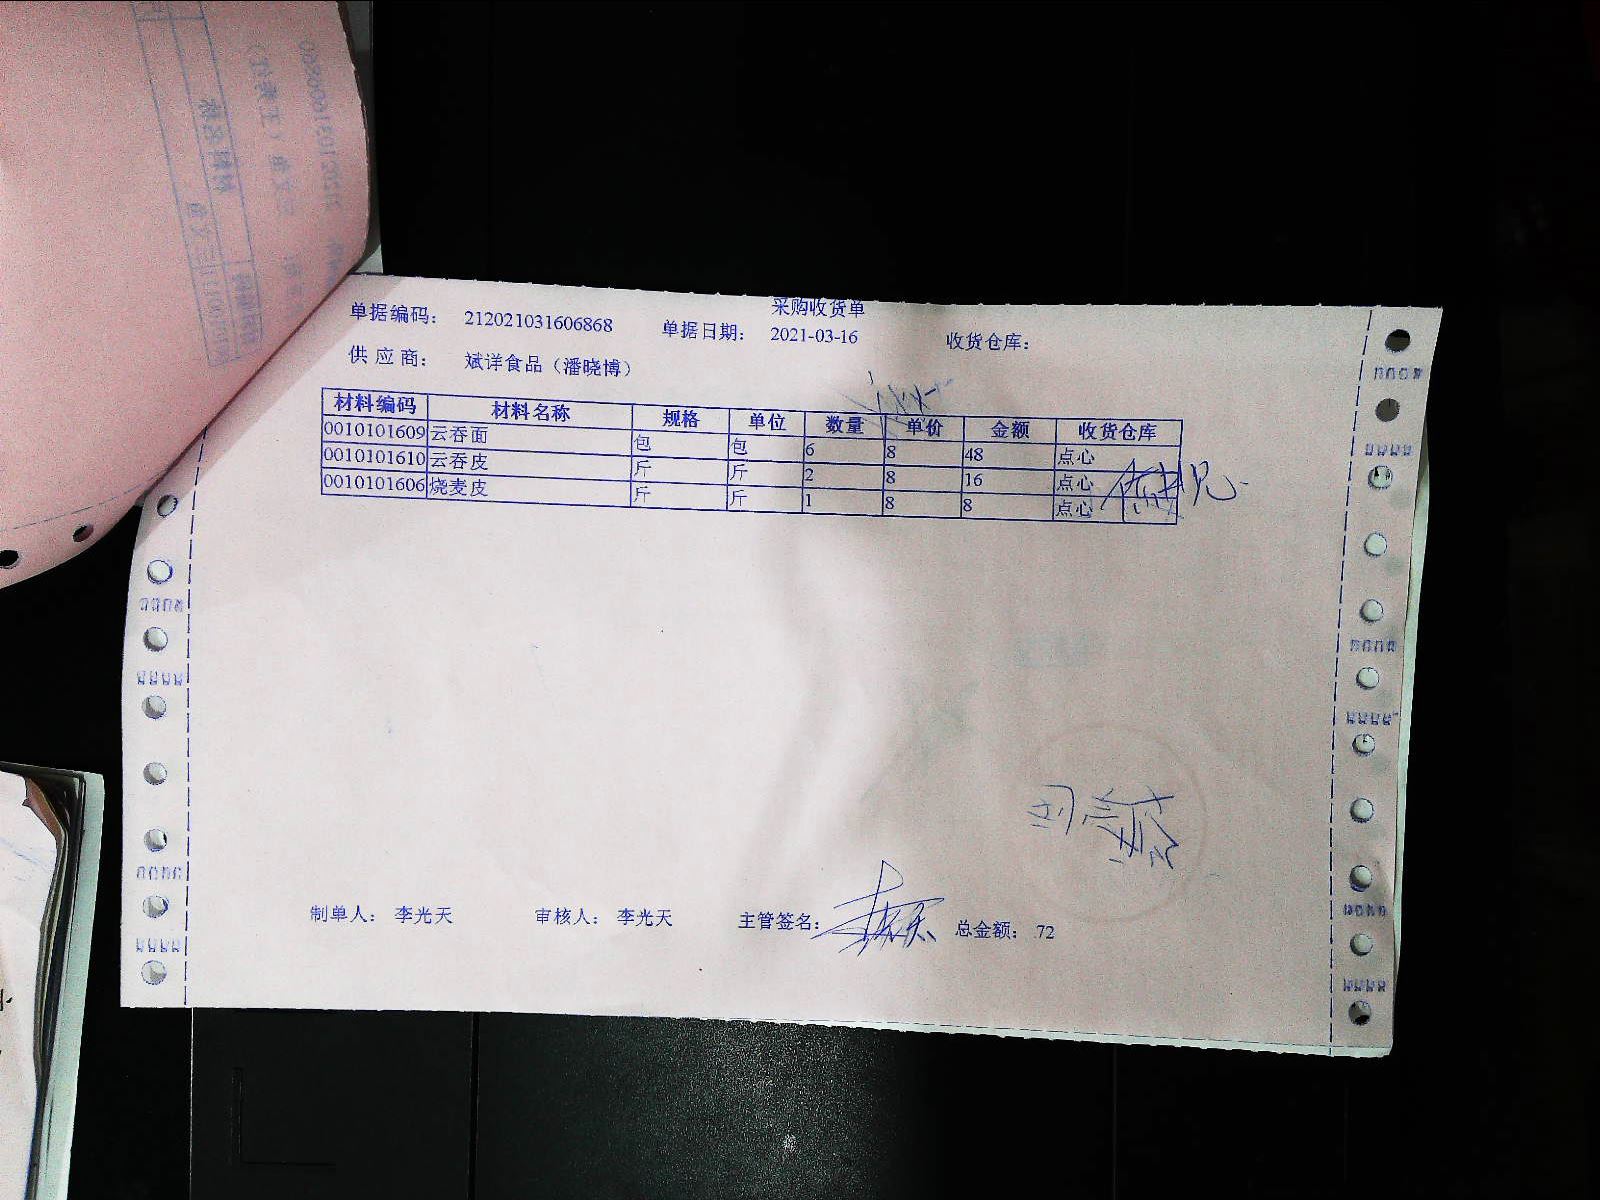 采购收货单
单据编码： 212021031606868 单据日期： 2021-03-16 收货仓库：
供 应 商： 斌详食品（潘晓博）
材料编码 材料名称 规格 单位 数量 单价 金额 收货仓库
0010101609 云吞面 包 包 6 8 48 点心
0010101610 云吞皮 斤 斤 2 8 16 点心
0010101606 烧麦皮 斤 斤 1 8 8 点心
制单人： 李光天 审核人： 李光天 主管签名： 总金额： 72